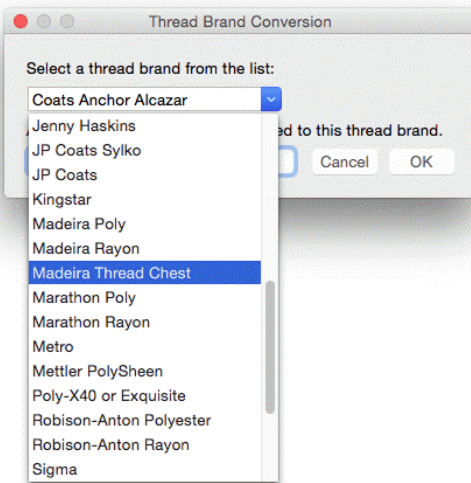 Thread Brand Conversion
Select a thread brand from the list:
Coats Anchor Alcazar
ed to this thread brand.
Cancel OK
Jenny Haskins
JP Coats Sylko
JP Coats
Kingstar
Madeira Poly
Madeira Rayon
Madeira Thread Chest
Marathon Poly
Marathon Rayon
Metro
Mettler PolySheen
Poly-X40 or Exquisite
Robison-Anton Polyester
Robison-Anton Rayon
Sigma